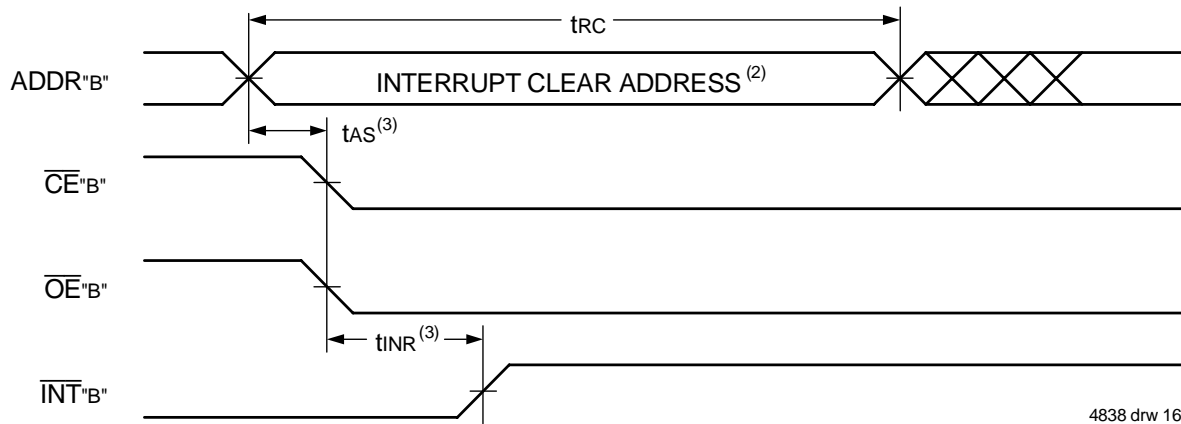 tRC
ADDR"B"
INTERRUPT CLEAR ADDRESS (2)
tAS(3)
CE"B"
OE"B"
tINR(3)
INT"B"
4838 drw 16